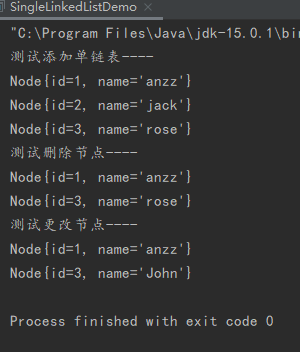 SingleLinkedListDemo ×
"C:\Program Files\Java\jdk-15.0.1\bin
测试添加单链表----
Node{id=1, name='anzz'}
Node{id=2, name='jack'}
Node{id=3, name='rose'}
测试删除节点----
Node{id=1, name='anzz'}
Node{id=3, name='rose'}
测试更改节点----
Node{id=1, name='anzz'}
Node{id=3, name='John'}
Process finished with exit code 0